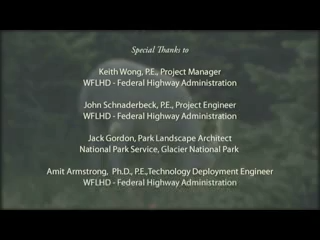 Special Thanks to
Keith Wong, P.E., Project Manager
WFLHD - Federal Highway Administration
John Schnaderbeck, P.E., Project Engineer
WFLHD - Federal Highway Administration
Jack Gordon, Park Landscape Architect
National Park Service, Glacier National Park
Amit Armstrong,  Ph.D., P.E.,Technology Deployment Engineer
WFLHD - Federal Highway Administration